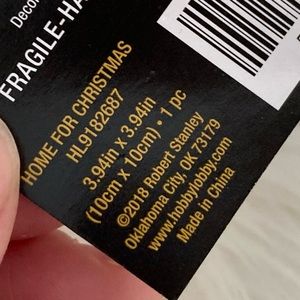 Decor
FRAGILE-HA
HOME FOR CHRISTMAS
HL9182687
3.94in x 3.94in
(10cm x 10cm) • 1 pc
©2018 Robert Stanley
Oklahoma City, OK 73179
www.hobbylobby.com
Made in China